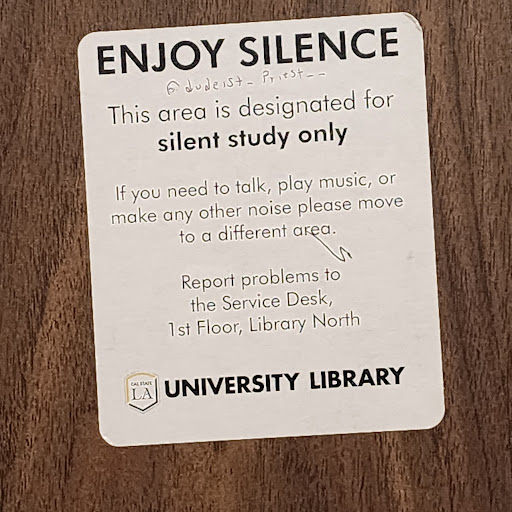 ENJOY SILENCE
@dudeist_Priest__
This area is designated for
silent study only
If you need to talk, play music, or
make any other noise please move
to a different area.
Report problems to
the Service Desk,
1st Floor, Library North
CAL STATE
LA
UNIVERSITY LIBRARY